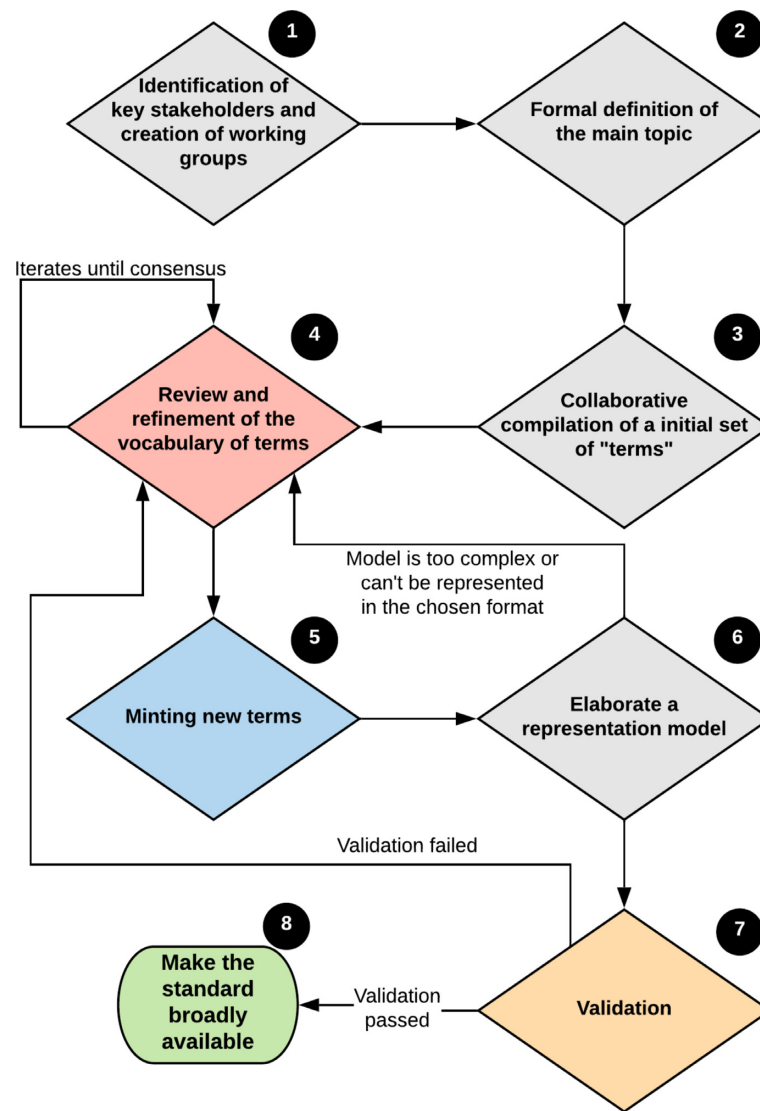 1
Identification of
key stakeholders and
creation of working
groups
2
Formal definition of
the main topic
Iterates until consensus
4
Review and
refinement of the
vocabulary of terms
3
Collaborative
compilation of a initial set
of "terms"
Model is too complex or
can't be represented
in the chosen format
5
Minting new terms
6
Elaborate a
representation model
Validation failed
7
Validation
Validation
passed
8
Make the
standard
broadly
available